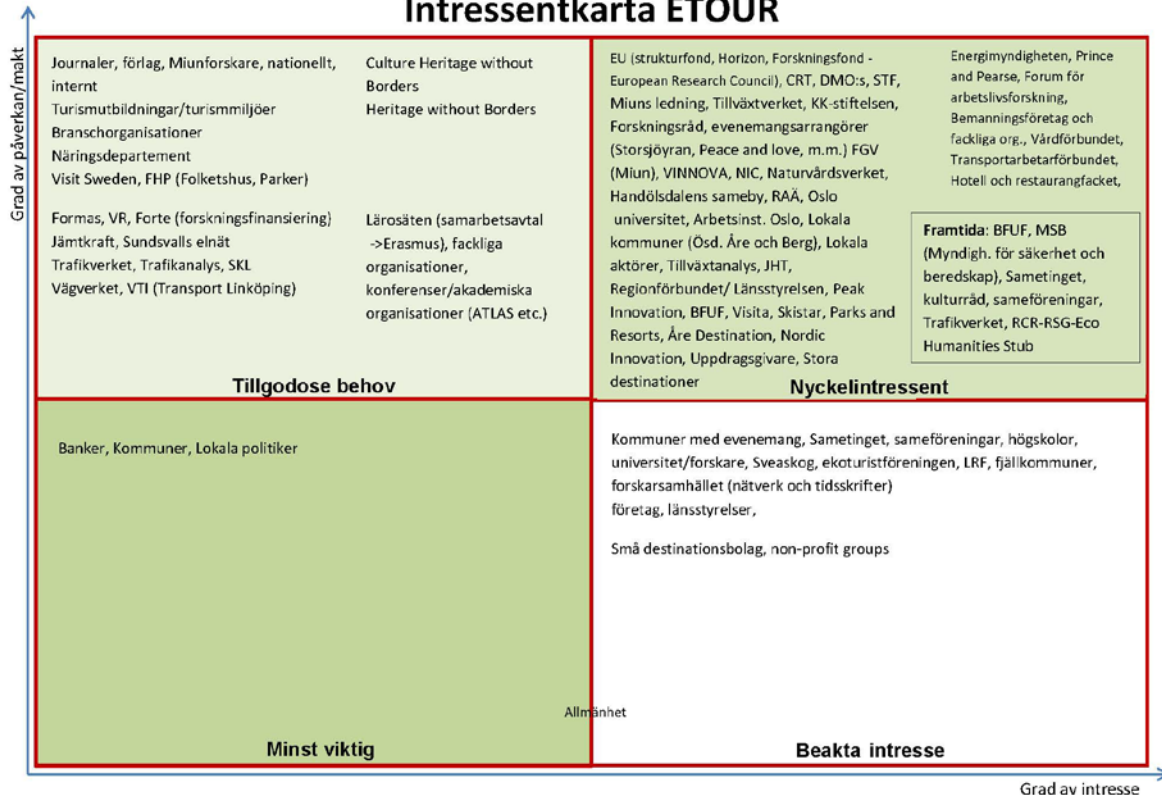 Intressentkarta ETOUR
Grad av påverkan/makt
Journaler, förlag, Miunforskare, nationellt,
internt
Turismutbildningar/turismmiljöer
Branschorganisationer
Näringsdepartement
Visit Sweden, FHP (Folketshus, Parker)
Culture Heritage without
Borders
Heritage without Borders
Formas, VR, Forte (forskningsfinansiering)
Jämtkraft, Sundsvalls elnät
Trafikverket, Trafikanalys, SKL
Vägverket, VTI (Transport Linköping)
Lärosäten (samarbetsavtal
->Erasmus), fackliga
organisationer,
konferenser/akademiska
organisationer (ATLAS etc.)
Tillgodose behov
EU (strukturfond, Horizon, Forskningsfond -
European Research Council), CRT, DMO:s, STF,
Miuns ledning, Tillväxtverket, KK-stiftelsen,
Forskningsråd, evenemangsarrangörer
(Storsjöyran, Peace and love, m.m.) FGV
(Miun), VINNOVA, NIC, Naturvårdsverket,
Handölsdalens sameby, RAÄ, Oslo
universitet, Arbetsinst. Oslo, Lokala
kommuner (Ösd. Åre och Berg), Lokala
aktörer, Tillväxtanalys, JHT,
Regionförbundet/ Länsstyrelsen, Peak
Innovation, BFUF, Visita, Skistar, Parks and
Resorts, Åre Destination, Nordic
Innovation, Uppdragsgivare, Stora
destinationer
Energimyndigheten, Prince
and Pearse, Forum för
arbetslivsforskning,
Bemanningsföretag och
fackliga org., Vårdförbundet,
Transportarbetarförbundet,
Hotell och restaurangfacket,
Framtida: BFUF, MSB
(Myndigh. för säkerhet och
beredskap), Sametinget,
kulturråd, sameföreningar,
Trafikverket, RCR-RSG-Eco
Humanities Stub
Nyckelintressent
Banker, Kommuner, Lokala politiker
Minst viktig
Kommuner med evenemang, Sametinget, sameföreningar, högskolor,
universitet/forskare, Sveaskog, ekoturistföreningen, LRF, fjällkommuner,
forskarsamhället (nätverk och tidsskrifter)
företag, länsstyrelser,
Små destinationsbolag, non-profit groups
Allmänhet
Beakta intresse
Grad av intresse